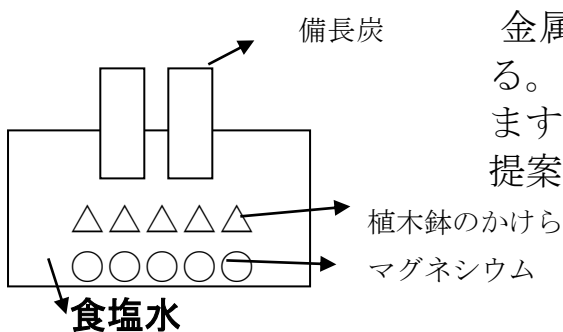 備長炭
金属
る。
ます
提案
植木鉢のかけら
マグネシウム
食塩水